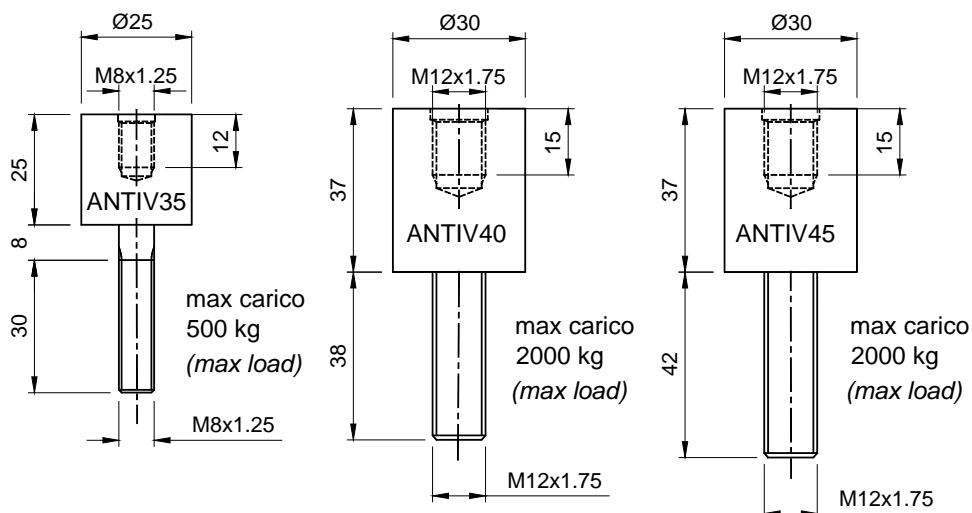 Ø25
M8x1.25
12
25
ANTIV35
8
30
max carico
500 kg
(max load)
M8x1.25
Ø30
M12x1.75
15
37
ANTIV40
38
max carico
2000 kg
(max load)
M12x1.75
Ø30
M12x1.75
15
37
ANTIV45
42
max carico
2000 kg
(max load)
M12x1.75